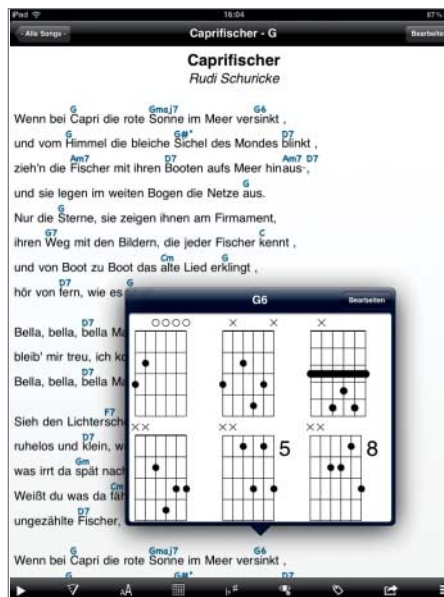 iPad 16:04 87%
Alle Songs Caprifischer - G Bearbeiten
Caprifischer
Rudi Schuricke
G Gmaj7 G6
Wenn bei Capri die rote Sonne im Meer versinkt ,
G G#° D7
und vom Himmel die bleiche Sichel des Mondes blinkt ,
Am7 D7 Am7 D7
zieh'n die Fischer mit ihren Booten aufs Meer hinaus-,
G
und sie legen im weiten Bogen die Netze aus.
G
Nur die Sterne, sie zeigen ihnen am Firmament,
G7 C
ihren Weg mit den Bildern, die jeder Fischer kennt ,
Cm G
und von Boot zu Boot das alte Lied erklingt ,
D7 G
hör von fern, wie es
G6 Bearbeiten
D7
Bella, bella, bella Ma
bleib' mir treu, ich ko
D7
Bella, bella, bella Ma
F7
Sieh den Lichtersch
D7
ruhelos und klein, w
Gm
was irrt da spät nach
Cm
Weißt du was da fäh
D7
ungezählte Fischer,
5 8
G Gmaj7 G6
Wenn bei Capri die rote Sonne im Meer versinkt ,
G G#° D7